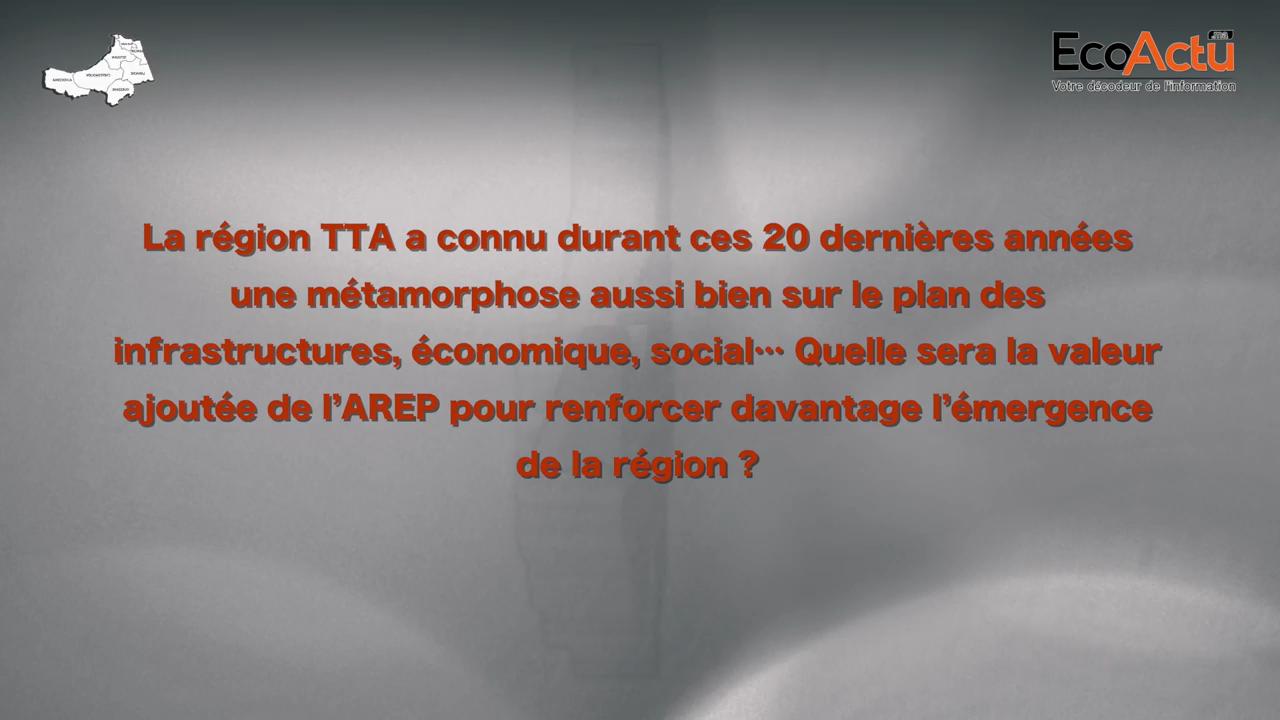 EcoActu
.ma
Votre décodeur de l'information
La région TTA a connu durant ces 20 dernières années
une métamorphose aussi bien sur le plan des
infrastructures, économique, social… Quelle sera la valeur
ajoutée de l’AREP pour renforcer davantage l’émergence
de la région ?